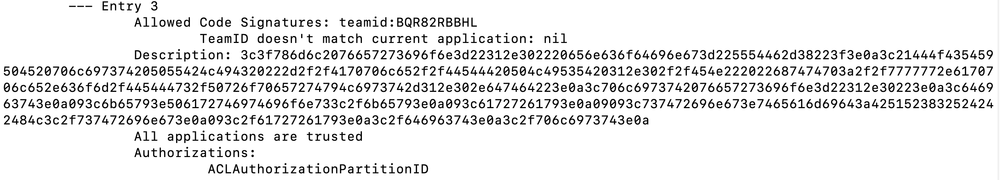 --- Entry 3
Allowed Code Signatures: teamid:BQR82RBBHL
TeamID doesn't match current application: nil
Description: 3c3f786d6c2076657273696f6e3d22312e302220656e636f64696e673d225554462d38223f3e0a3c21444f435459
504520706c697374205055424c494320222d2f2f4170706c652f2f44544420504c49535420312e302f2f454e222022687474703a2f2f7777772e61707
06c652e636f6d2f445444732f50726f70657274794c6973742d312e302e647464223e0a3c706c6973742076657273696f6e3d22312e30223e0a3c6469
63743e0a093c6b65793e506172746974696f6e733c2f6b65793e0a093c61727261793e0a09093c737472696e673e7465616d69643a425152383252424
2484c3c2f737472696e673e0a093c2f61727261793e0a3c2f646963743e0a3c2f706c6973743e0a
All applications are trusted
Authorizations:
ACLAuthorizationPartitionID